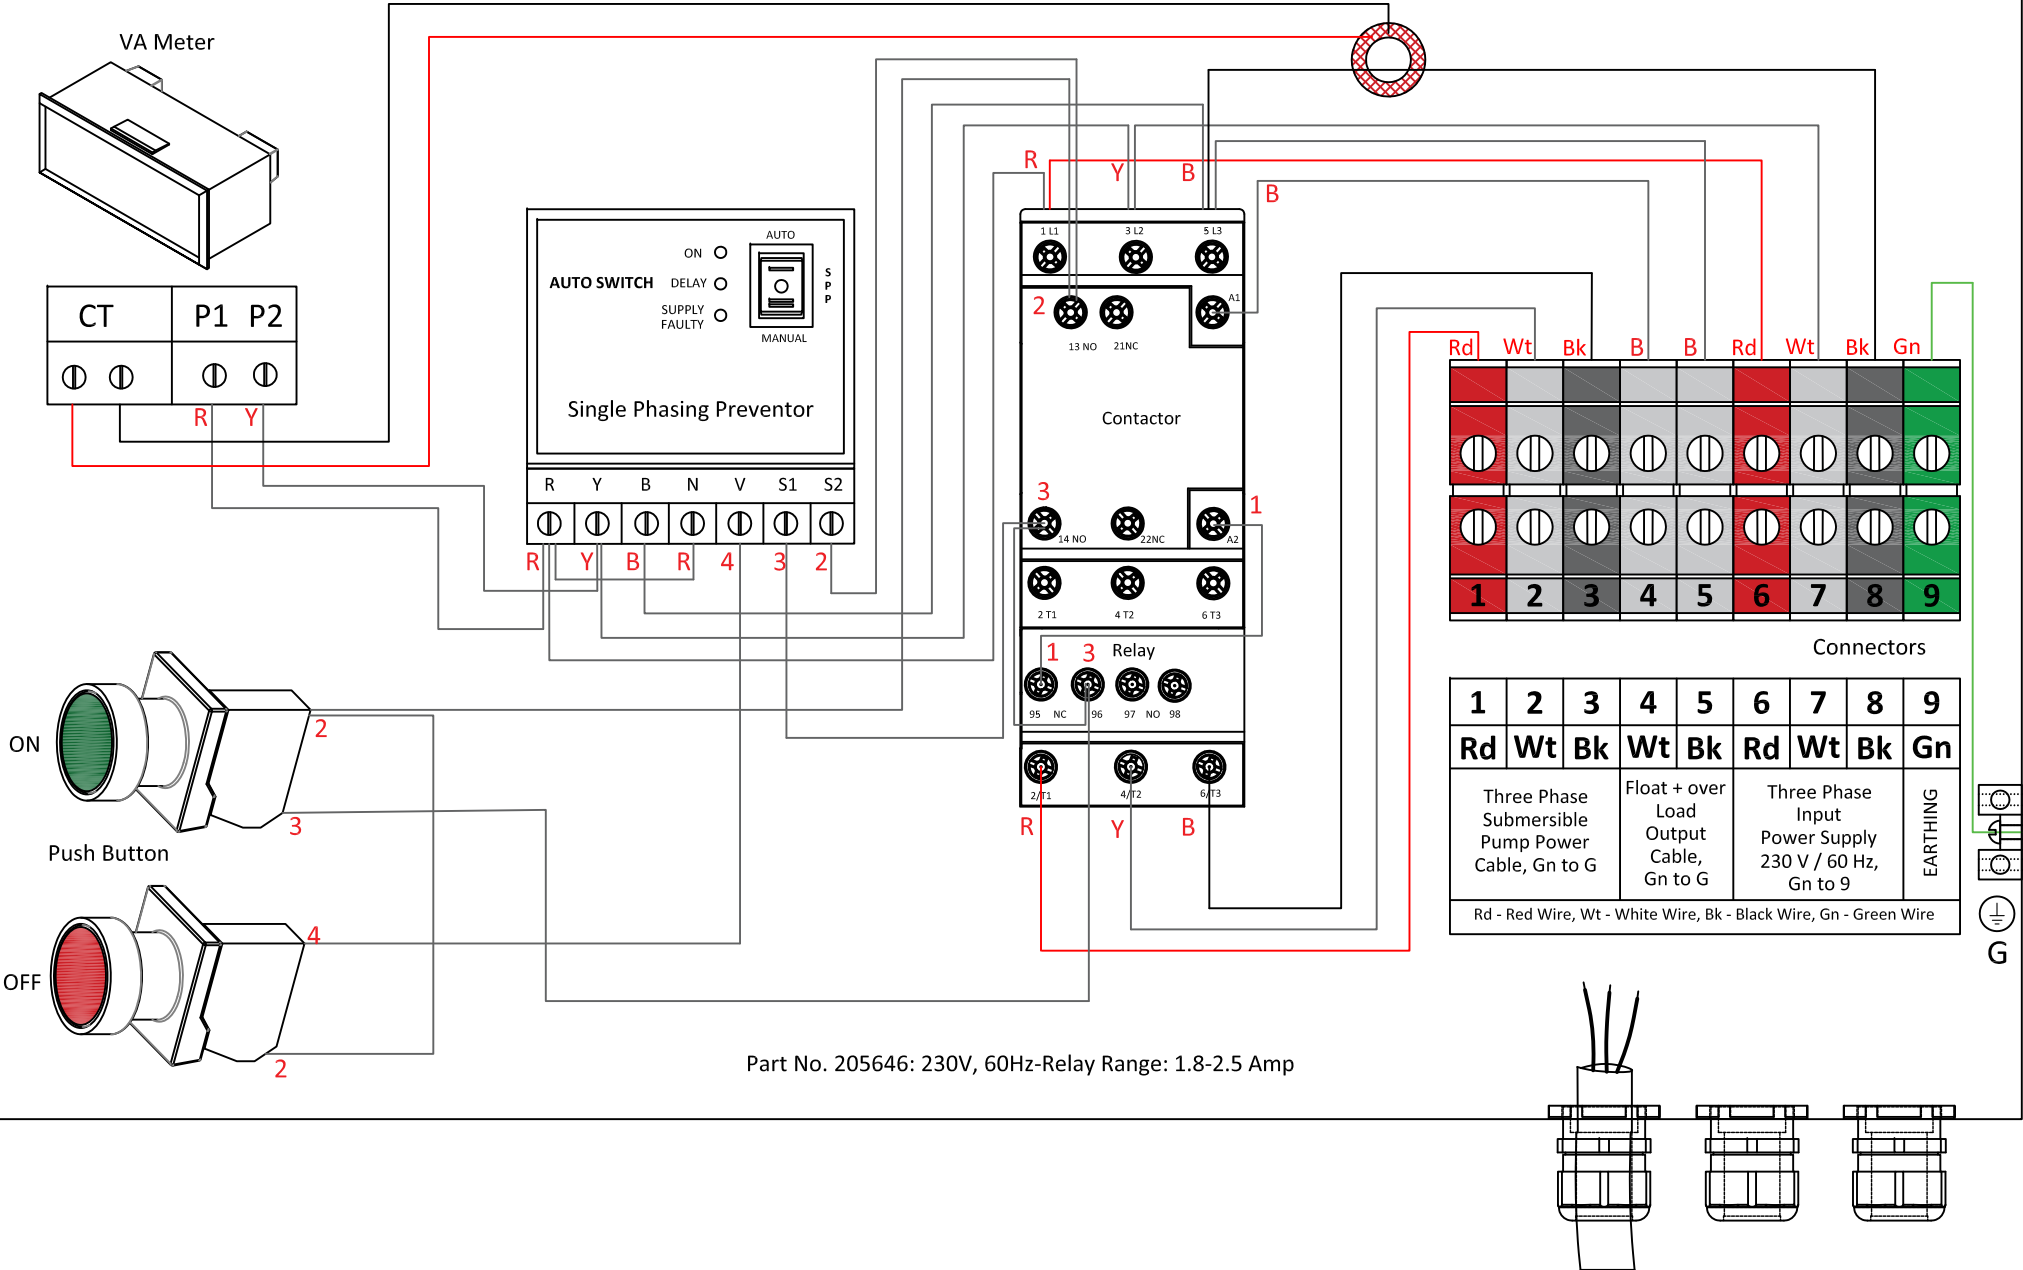 VA Meter
CT
P1 P2
R Y
AUTO SWITCH
ON
DELAY
SUPPLY
FAULTY
AUTO
MANUAL
S
P
P
Single Phasing Preventor
R Y B N V S1 S2
R Y B R 4 3 2
R Y B B
1 L1 3 L2 5 L3
2
A1
13 NO 21NC
Contactor
3 1
14 NO 22NC A2
2 T1 4 T2 6 T3
1 3 Relay
95 NC 96 97 NO 98
2/T1 4/T2 6/T3
R Y B
Rd Wt Bk B B Rd Wt Bk Gn
1 2 3 4 5 6 7 8 9
Connectors
1 2 3 4 5 6 7 8 9
Rd Wt Bk Wt Bk Rd Wt Bk Gn
Three Phase
Submersible
Pump Power
Cable, Gn to G
Float + over
Load
Output
Cable,
Gn to G
Three Phase
Input
Power Supply
230 V / 60 Hz,
Gn to 9
EARTHING
Rd - Red Wire, Wt - White Wire, Bk - Black Wire, Gn - Green Wire
G
ON
2
3
Push Button
OFF
4
2
Part No. 205646: 230V, 60Hz-Relay Range: 1.8-2.5 Amp